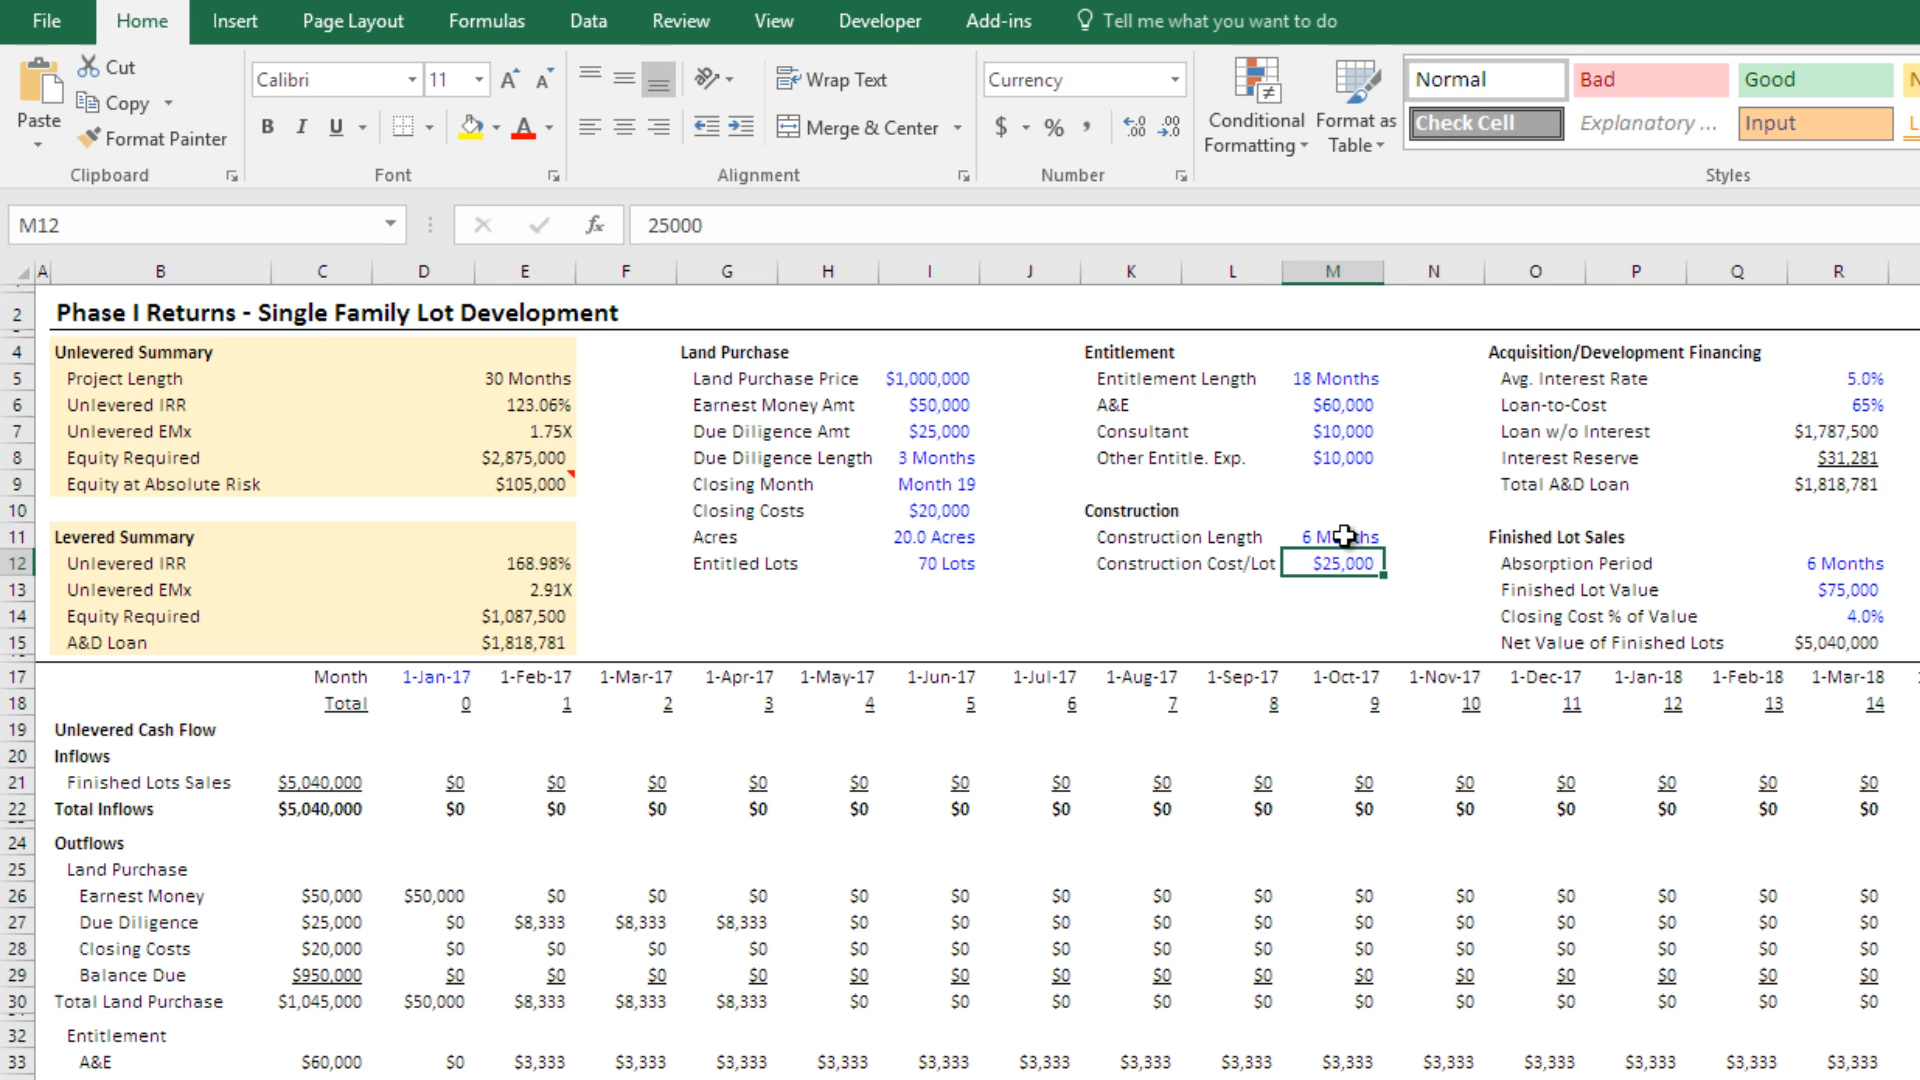 File Home Insert Page Layout Formulas Data Review View Developer Add-ins Tell me what you want to do
Paste
Cut
Copy
Format Painter
Clipboard
Calibri 11
B I U
Font
Wrap Text
Merge & Center
Alignment
Currency
$ % ,
Number
Conditional Formatting
Format as Table
Normal Bad Good
Check Cell Explanatory ... Input
Styles
M12 fx 25000
A B C D E F G H I J K L M N O P Q R
2 Phase I Returns - Single Family Lot Development
4 Unlevered Summary Land Purchase Entitlement Acquisition/Development Financing
5 Project Length 30 Months Land Purchase Price $1,000,000 Entitlement Length 18 Months Avg. Interest Rate 5.0%
6 Unlevered IRR 123.06% Earnest Money Amt $50,000 A&E $60,000 Loan-to-Cost 65%
7 Unlevered EMx 1.75X Due Diligence Amt $25,000 Consultant $10,000 Loan w/o Interest $1,787,500
8 Equity Required $2,875,000 Due Diligence Length 3 Months Other Entitle. Exp. $10,000 Interest Reserve $31,281
9 Equity at Absolute Risk $105,000 Closing Month Month 19 Total A&D Loan $1,818,781
10 Closing Costs $20,000 Construction
11 Levered Summary Acres 20.0 Acres Construction Length 6 Months Finished Lot Sales
12 Unlevered IRR 168.98% Entitled Lots 70 Lots Construction Cost/Lot $25,000 Absorption Period 6 Months
13 Unlevered EMx 2.91X Finished Lot Value $75,000
14 Equity Required $1,087,500 Closing Cost % of Value 4.0%
15 A&D Loan $1,818,781 Net Value of Finished Lots $5,040,000
17 Month 1-Jan-17 1-Feb-17 1-Mar-17 1-Apr-17 1-May-17 1-Jun-17 1-Jul-17 1-Aug-17 1-Sep-17 1-Oct-17 1-Nov-17 1-Dec-17 1-Jan-18 1-Feb-18 1-Mar-18
18 Total 0 1 2 3 4 5 6 7 8 9 10 11 12 13 14
19 Unlevered Cash Flow
20 Inflows
21 Finished Lots Sales $5,040,000 $0 $0 $0 $0 $0 $0 $0 $0 $0 $0 $0 $0 $0 $0 $0
22 Total Inflows $5,040,000 $0 $0 $0 $0 $0 $0 $0 $0 $0 $0 $0 $0 $0 $0 $0
24 Outflows
25 Land Purchase
26 Earnest Money $50,000 $50,000 $0 $0 $0 $0 $0 $0 $0 $0 $0 $0 $0 $0 $0 $0
27 Due Diligence $25,000 $0 $8,333 $8,333 $8,333 $0 $0 $0 $0 $0 $0 $0 $0 $0 $0 $0
28 Closing Costs $20,000 $0 $0 $0 $0 $0 $0 $0 $0 $0 $0 $0 $0 $0 $0 $0
29 Balance Due $950,000 $0 $0 $0 $0 $0 $0 $0 $0 $0 $0 $0 $0 $0 $0 $0
30 Total Land Purchase $1,045,000 $50,000 $8,333 $8,333 $8,333 $0 $0 $0 $0 $0 $0 $0 $0 $0 $0 $0
32 Entitlement
33 A&E $60,000 $0 $3,333 $3,333 $3,333 $3,333 $3,333 $3,333 $3,333 $3,333 $3,333 $3,333 $3,333 $3,333 $3,333 $3,333